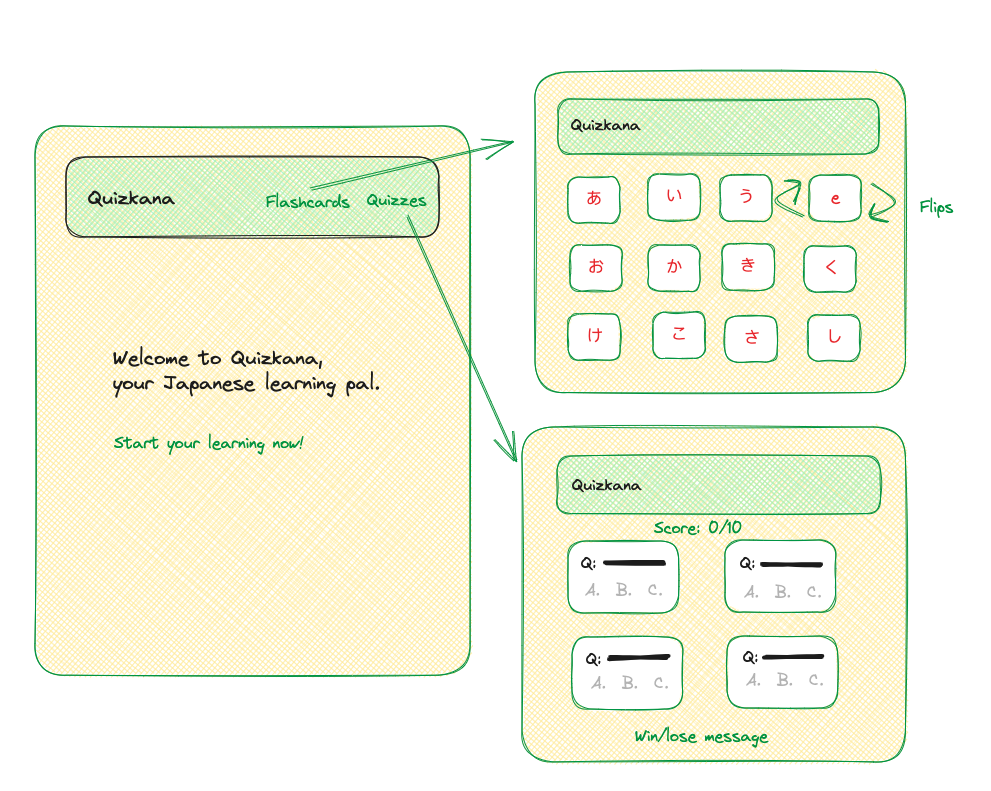 Quizkana
Flashcards Quizzes
Welcome to Quizkana,
your Japanese learning pal.
Start your learning now!
Quizkana
あ い う e
Flips
お か き く
け こ さ し
Quizkana
Score: 0/10
Q:
A. B. C.
Q:
A. B. C.
Q:
A. B. C.
Q:
A. B. C.
Win/lose message